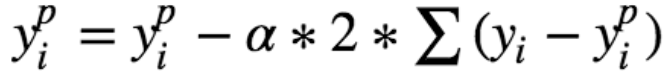 y_i^p = y_i^p − α * 2 * ∑ (y_i − y_i^p)